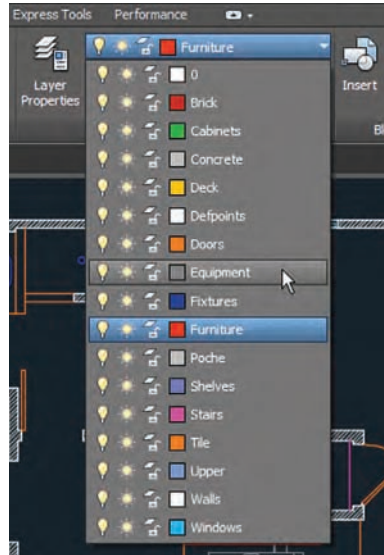 Express Tools Performance
Furniture
Layer
Properties
Insert
0
Brick
Cabinets
Concrete
Deck
Defpoints
Doors
Equipment
Fixtures
Furniture
Poche
Shelves
Stairs
Tile
Upper
Walls
Windows